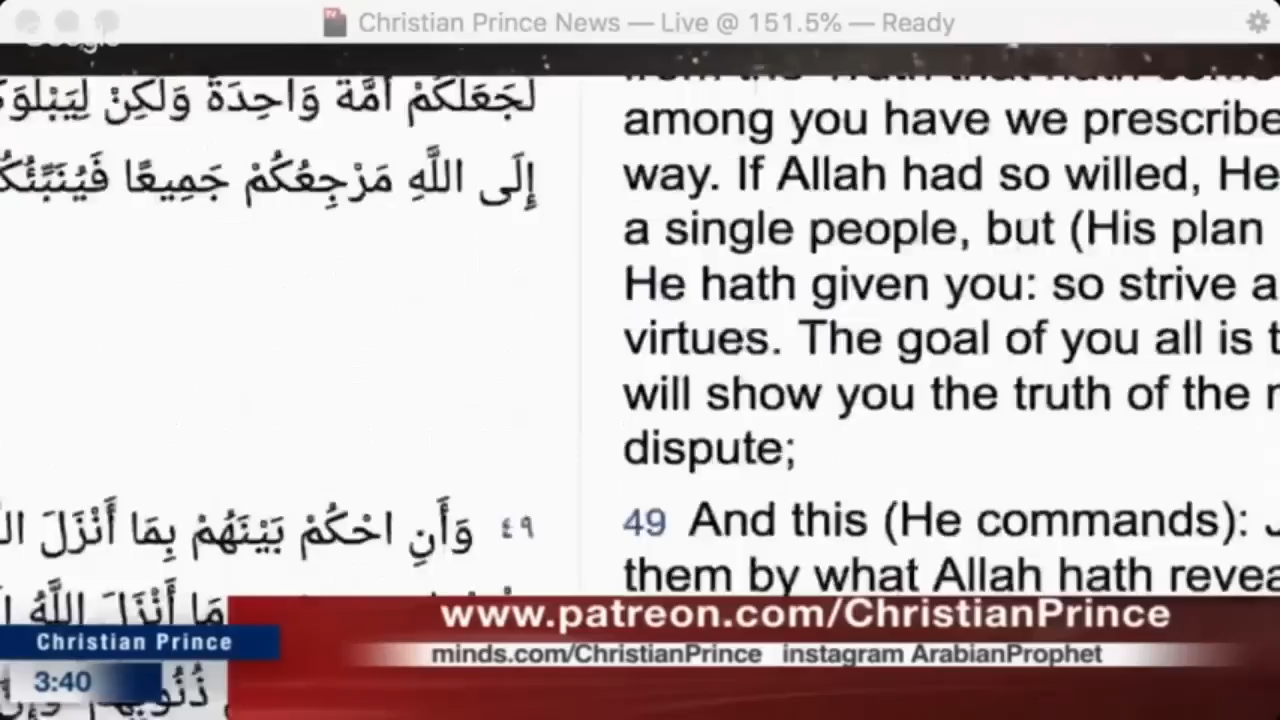 Christian Prince News — Live @ 151.5% — Ready
Google
لَجَعَلَكُمْ أُمَّةً وَاحِدَةً وَلَكِنْ
إِلَى اللَّهِ مَرْجِعُكُمْ جَمِيعًا
among you have we prescribe
way. If Allah had so willed, He
a single people, but (His plan
He hath given you: so strive a
virtues. The goal of you all is t
will show you the truth of the
dispute;
٤٩ وَأَنِ احْكُمْ بَيْنَهُمْ بِمَا أَنْزَلَ
مَا أَنْزَلَ اللَّهُ
49 And this (He commands):
them by what Allah hath revea
www.patreon.com/ChristianPrince
Christian Prince
minds.com/ChristianPrince instagram ArabianProphet
3:40